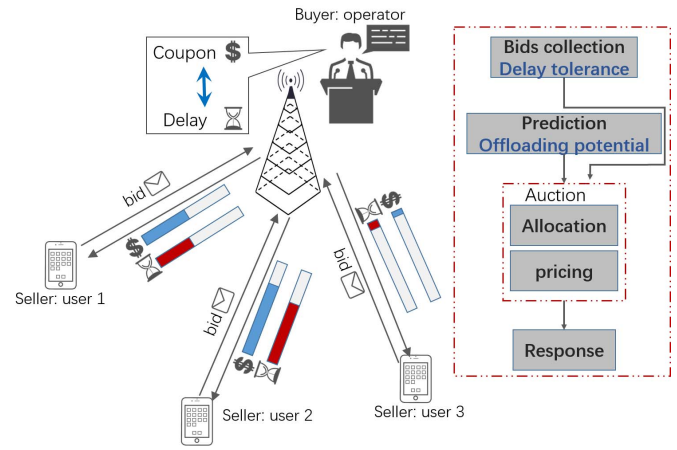 Buyer: operator
Coupon $
Delay
bid
$
Seller: user 1
bid
$
Seller: user 2
bid
$
Seller: user 3
Bids collection
Delay tolerance
Prediction
Offloading potential
Auction
Allocation
pricing
Response